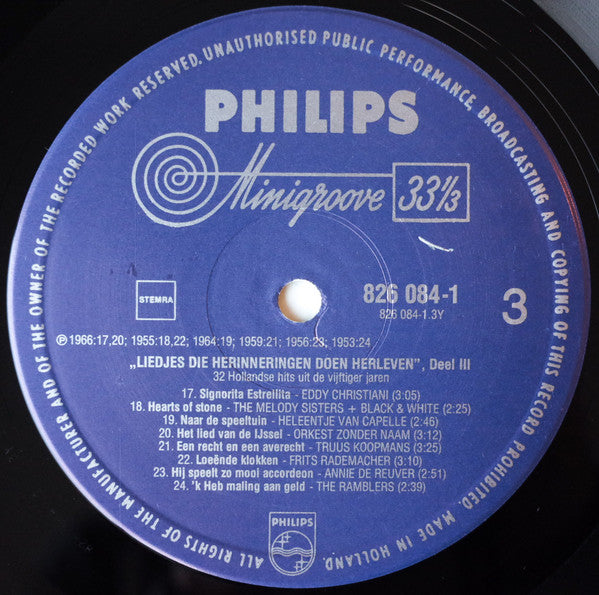 ALL RIGHTS OF THE MANUFACTURER AND OF THE OWNER OF THE RECORDED WORK RESERVED. UNAUTHORISED PUBLIC PERFORMANCE, BROADCASTING AND COPYING OF THIS RECORD PROHIBITED. MADE IN HOLLAND.
PHILIPS
Minigroove 33⅓
STEMRA
826 084-1
826 084-1.3Y
3
℗1966:17,20; 1955:18,22; 1964:19; 1959:21; 1956:23; 1953:24
„LIEDJES DIE HERINNERINGEN DOEN HERLEVEN”, Deel III
32 Hollandse hits uit de vijftiger jaren
17. Signorita Estrellita - EDDY CHRISTIANI (3:05)
18. Hearts of stone - THE MELODY SISTERS + BLACK & WHITE (2:25)
19. Naar de speeltuin - HELEENTJE VAN CAPELLE (2:46)
20. Het lied van de IJssel - ORKEST ZONDER NAAM (3:12)
21. Een recht en een averecht - TRUUS KOOPMANS (3:25)
22. Loeënde klokken - FRITS RADEMACHER (3:10)
23. Hij speelt zo mooi accordeon - ANNIE DE REUVER (2:51)
24. 'k Heb maling aan geld - THE RAMBLERS (2:39)
PHILIPS